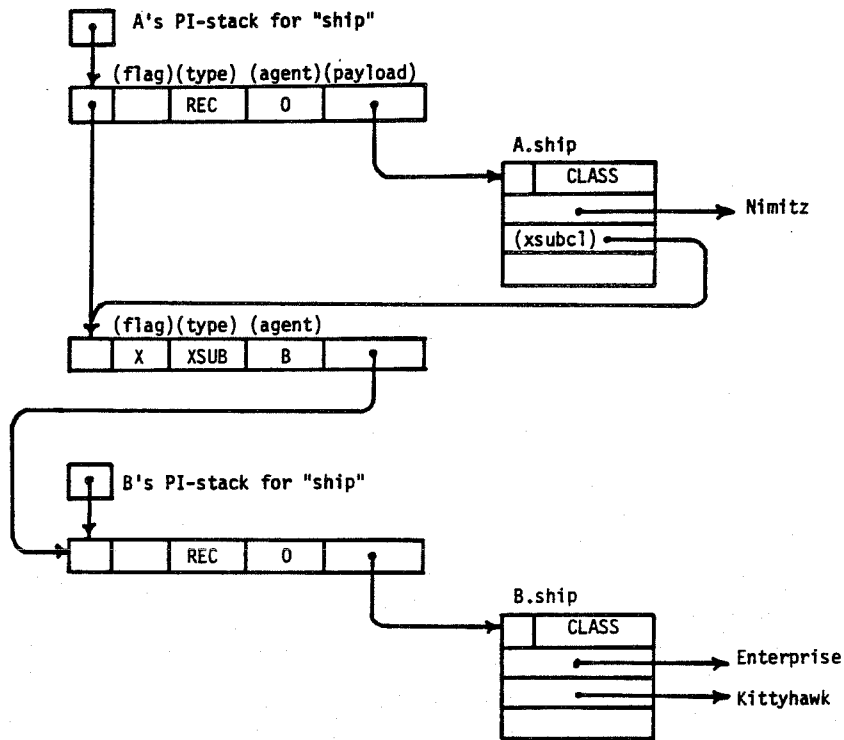 A's PI-stack for "ship"
(flag)(type) (agent)(payload)
REC 0
A.ship
CLASS
Nimitz
(xsubcl)
(flag)(type) (agent)
X XSUB B
B's PI-stack for "ship"
REC 0
B.ship
CLASS
Enterprise
Kittyhawk